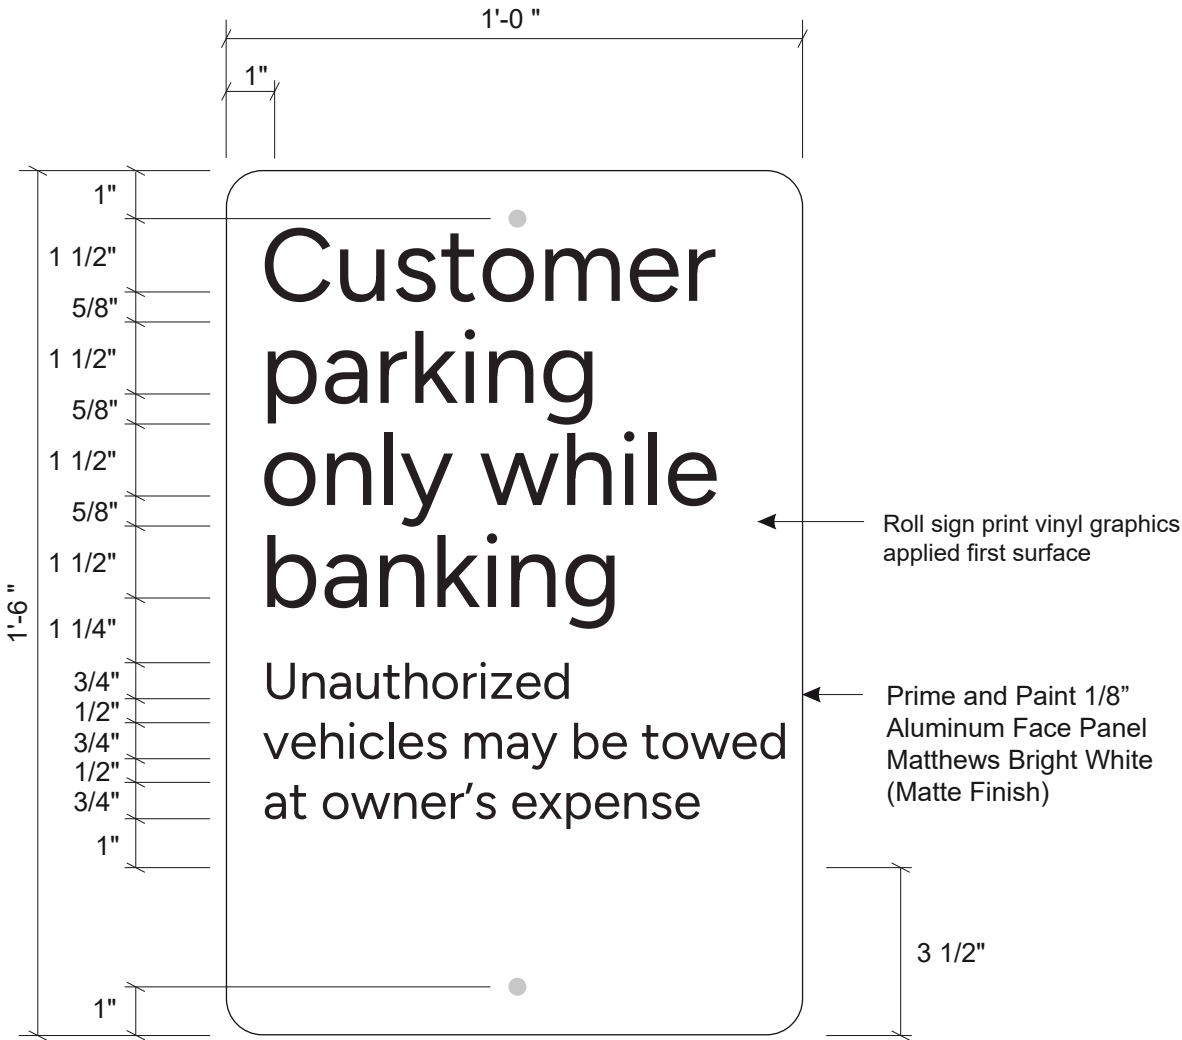 1'-0 "
1"
1"
1 1/2"
5/8"
1 1/2"
5/8"
1 1/2"
5/8"
1 1/2"
1 1/4"
3/4"
1/2"
3/4"
1/2"
3/4"
1"
1"
1'-6 "
Customer
parking
only while
banking
Unauthorized
vehicles may be towed
at owner’s expense
Roll sign print vinyl graphics
applied first surface
Prime and Paint 1/8”
Aluminum Face Panel
Matthews Bright White
(Matte Finish)
3 1/2"